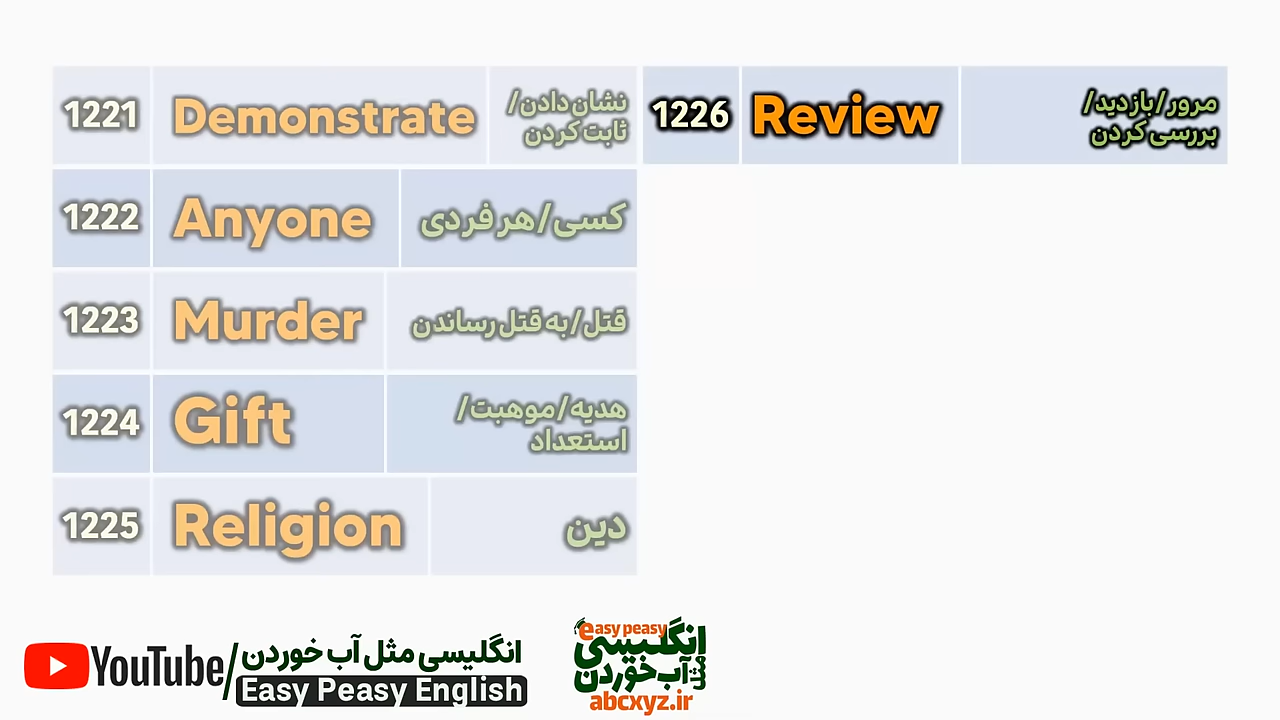 1221 Demonstrate نشان دادن/
ثابت کردن
1222 Anyone کسی/هر فردی
1223 Murder قتل/به قتل رساندن
1224 Gift هدیه/موهبت/
استعداد
1225 Religion دین
1226 Review مرور/بازدید/
بررسی کردن
YouTube/انگلیسی مثل آب خوردن
Easy Peasy English
easy peasy
انگلیسی
مثل آب خوردن
abcxyz.ir